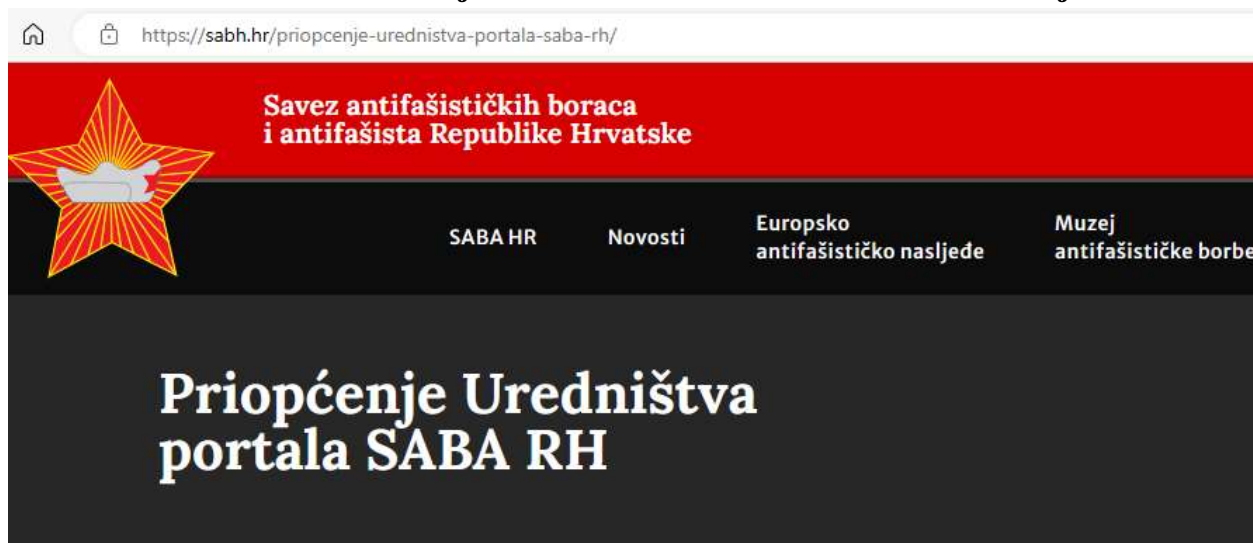 https://sabh.hr/priopcenje-urednistva-portala-saba-rh/
Savez antifašističkih boraca
i antifašista Republike Hrvatske
SABA HR Novosti Europsko antifašističko nasljeđe Muzej antifašističke borbe
Priopćenje Uredništva
portala SABA RH